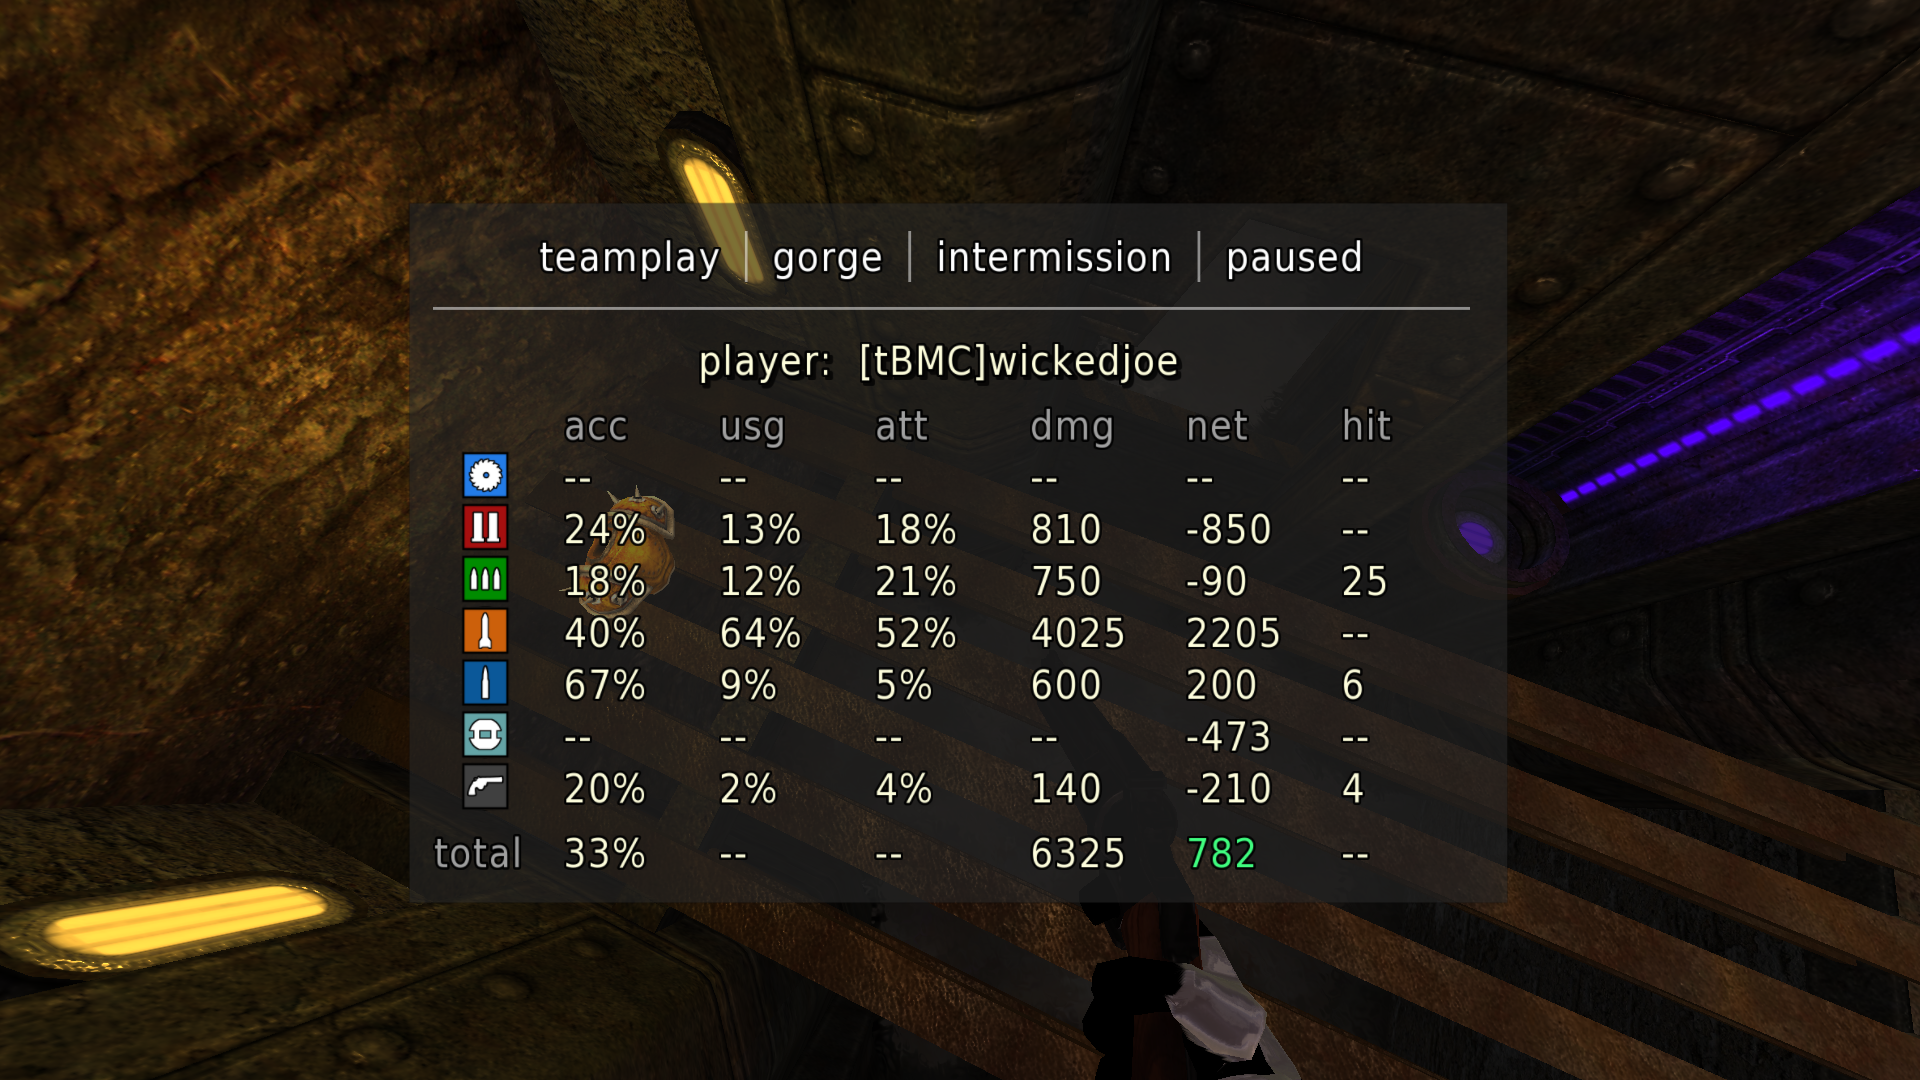 teamplay | gorge | intermission | paused
player: [tBMC]wickedjoe
acc usg att dmg net hit
-- -- -- -- -- --
24% 13% 18% 810 -850 --
18% 12% 21% 750 -90 25
40% 64% 52% 4025 2205 --
67% 9% 5% 600 200 6
-- -- -- -- -473 --
20% 2% 4% 140 -210 4
total 33% -- -- 6325 782 --